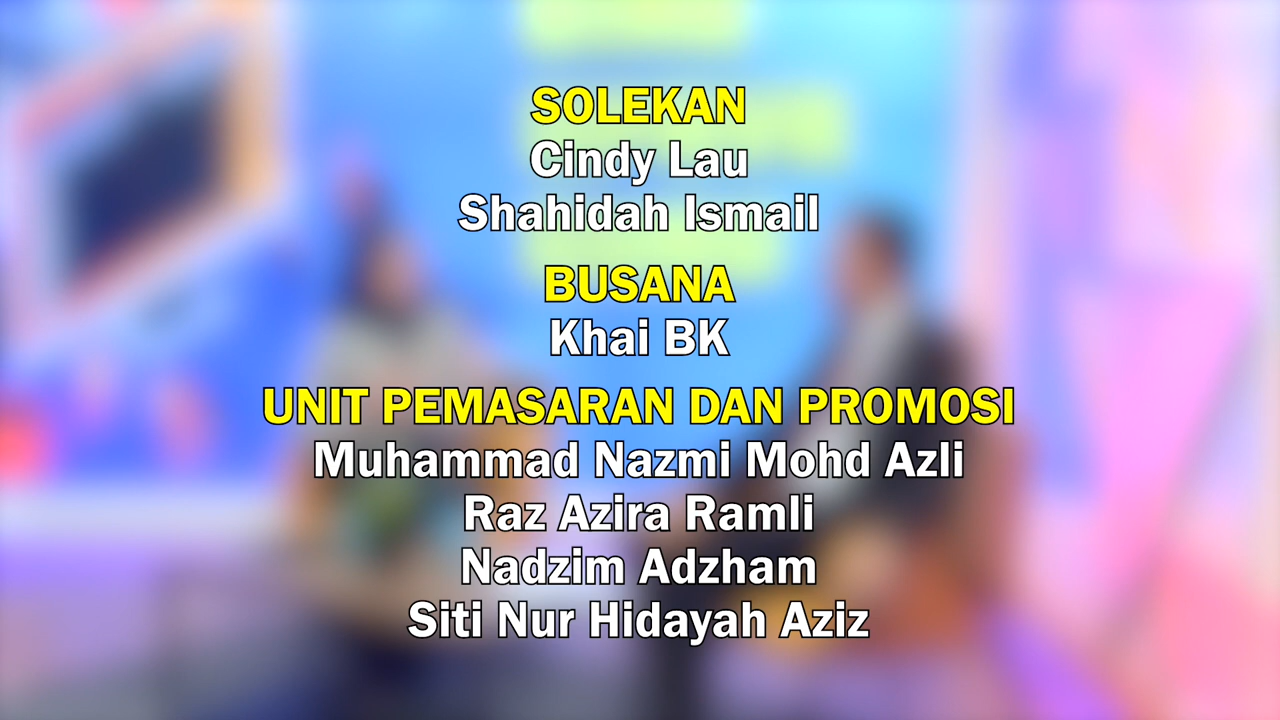 SOLEKAN
Cindy Lau
Shahidah Ismail
BUSANA
Khai BK
UNIT PEMASARAN DAN PROMOSI
Muhammad Nazmi Mohd Azli
Raz Azira Ramli
Nadzim Adzham
Siti Nur Hidayah Aziz